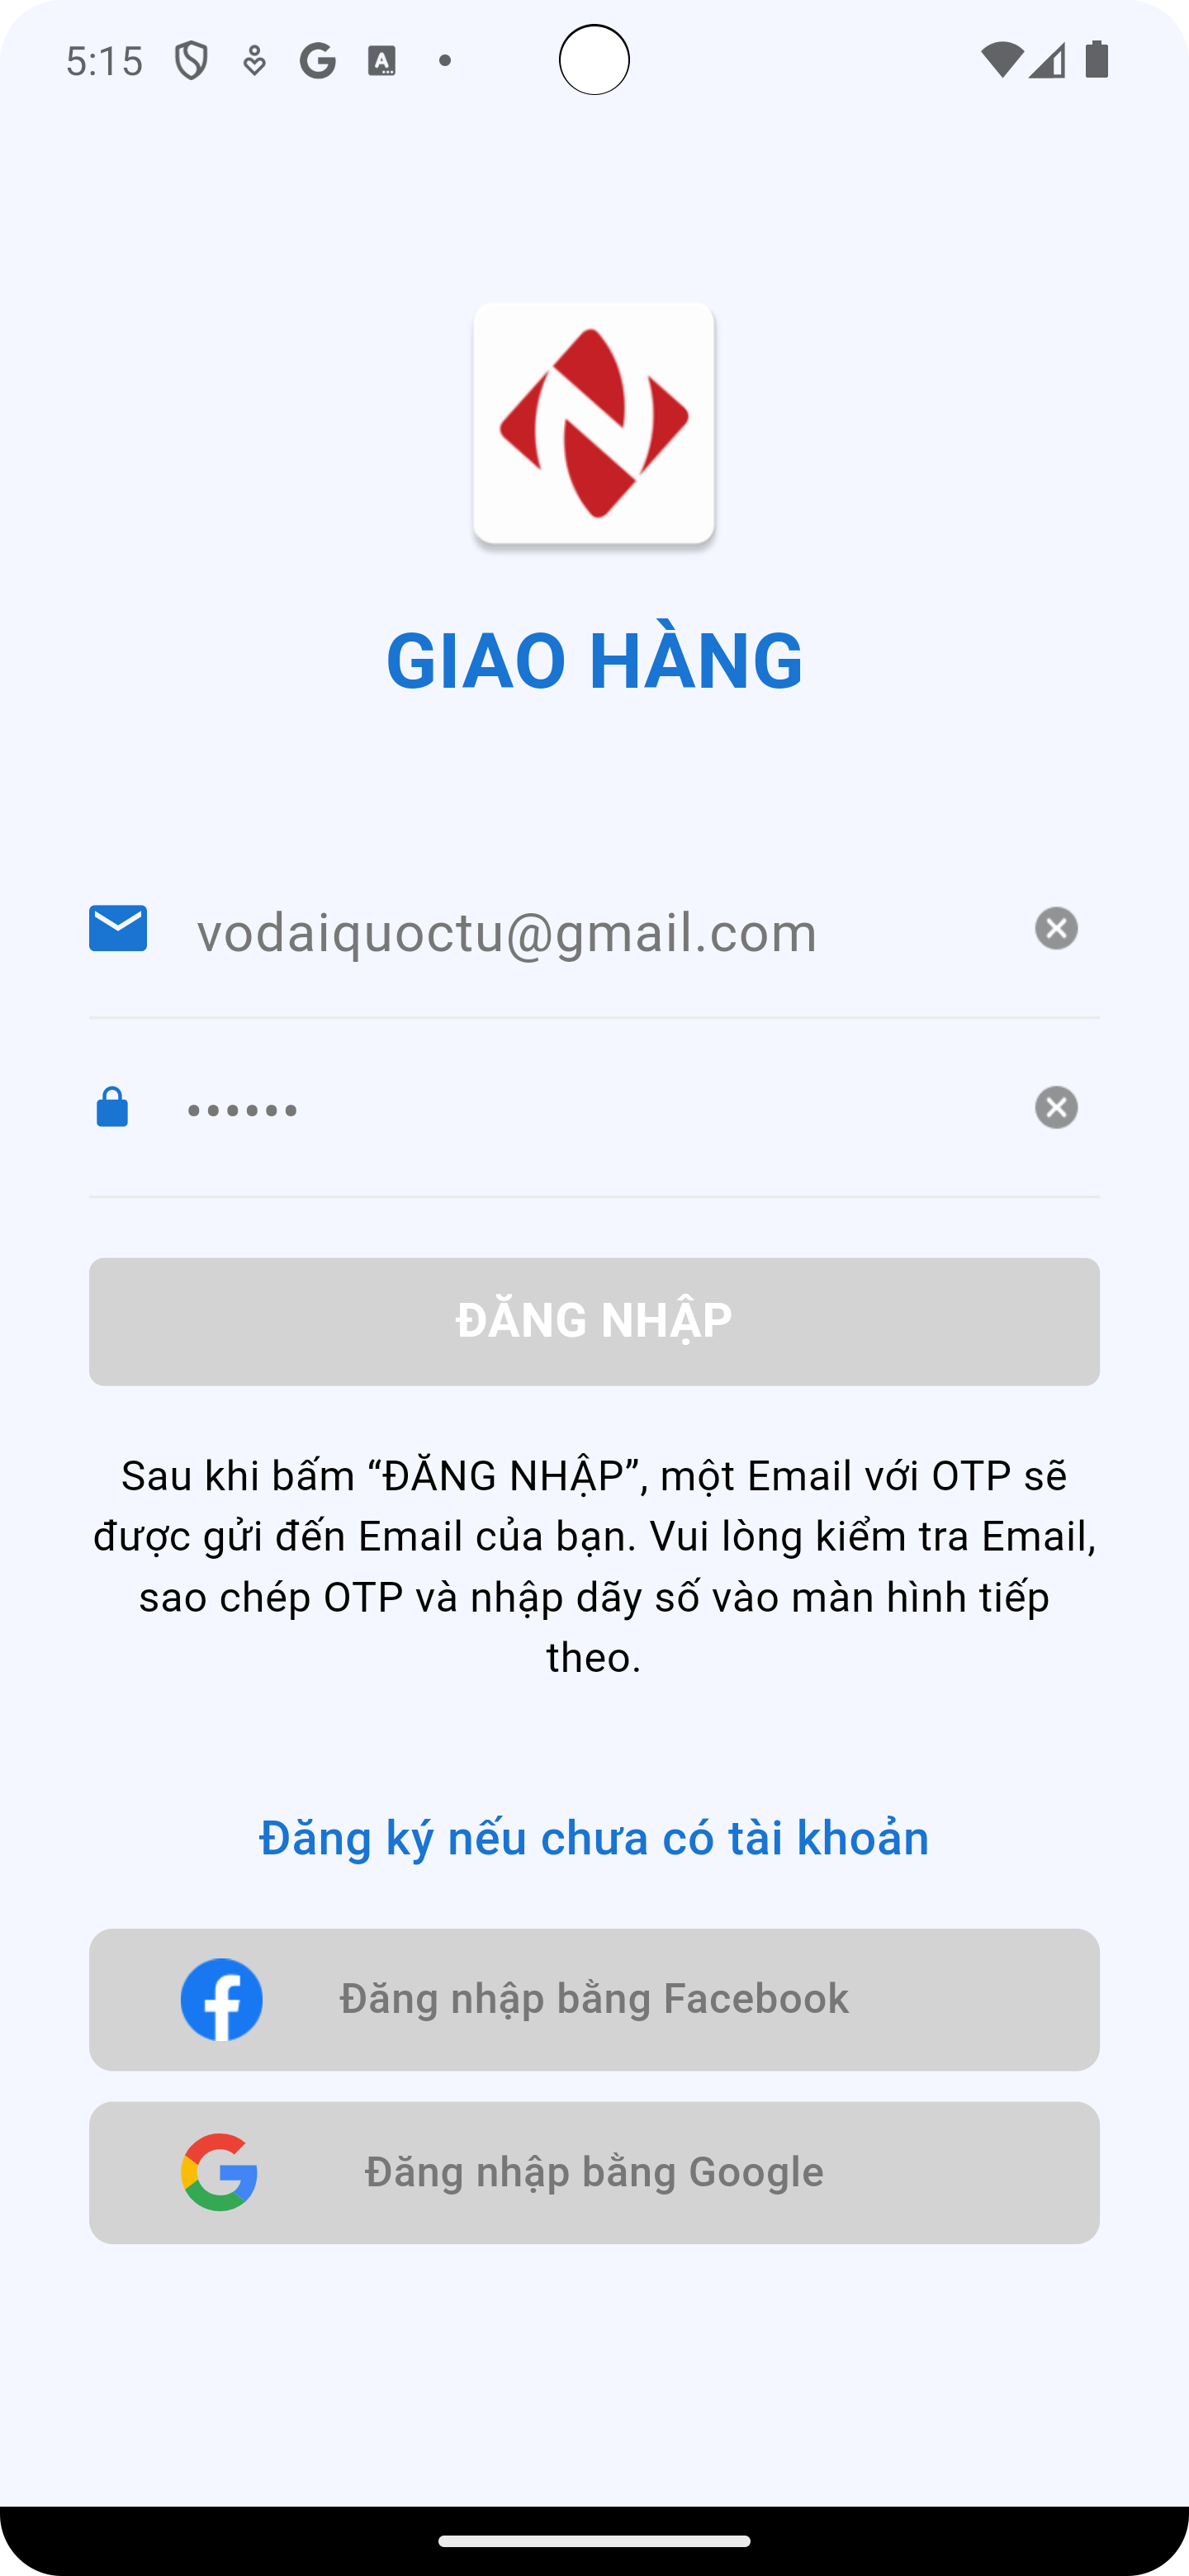 5:15
GIAO HÀNG
vodaiquoctu@gmail.com
••••••
ĐĂNG NHẬP
Sau khi bấm “ĐĂNG NHẬP”, một Email với OTP sẽ
được gửi đến Email của bạn. Vui lòng kiểm tra Email,
sao chép OTP và nhập dãy số vào màn hình tiếp
theo.
Đăng ký nếu chưa có tài khoản
Đăng nhập bằng Facebook
Đăng nhập bằng Google